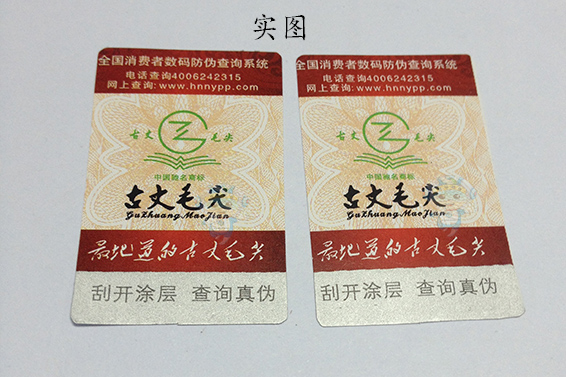 实图
全国消费者数码防伪查询系统
电话查询4006242315
网上查询:www.hnnypp.com
古丈 毛尖
中国驰名商标
古丈毛尖
GuZhuangMaoJian
最地道的古丈毛尖
刮开涂层 查询真伪
全国消费者数码防伪查询系统
电话查询4006242315
网上查询:www.hnnypp.com
古丈 毛尖
中国驰名商标
古丈毛尖
GuZhuangMaoJian
最地道的古丈毛尖
刮开涂层 查询真伪